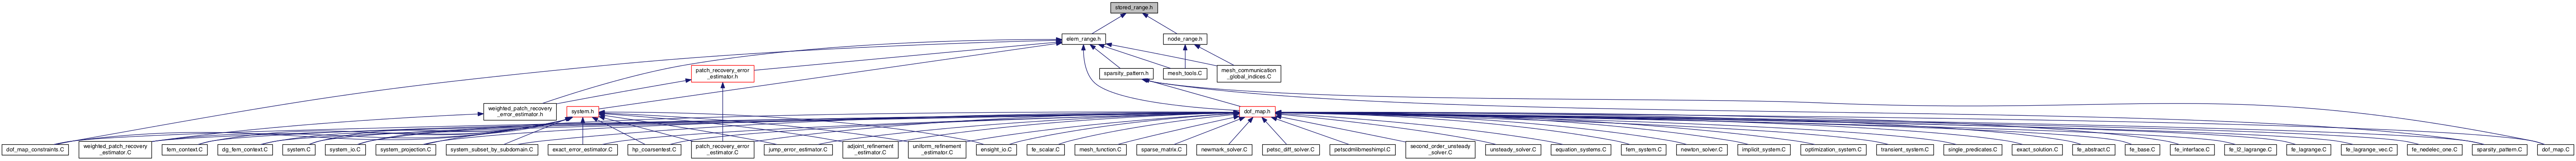 stored_range.h
elem_range.h
node_range.h
patch_recovery_error
_estimator.h
sparsity_pattern.h
mesh_tools.C
mesh_communication
_global_indices.C
weighted_patch_recovery
_error_estimator.h
system.h
dof_map.h
dof_map_constraints.C
weighted_patch_recovery
_estimator.C
fem_context.C
dg_fem_context.C
system.C
system_io.C
system_projection.C
system_subset_by_subdomain.C
exact_error_estimator.C
hp_coarsentest.C
patch_recovery_error
_estimator.C
jump_error_estimator.C
adjoint_refinement
_estimator.C
uniform_refinement
_estimator.C
ensight_io.C
fe_scalar.C
mesh_function.C
sparse_matrix.C
newmark_solver.C
petsc_diff_solver.C
petscdmlibmeshimpl.C
second_order_unsteady
_solver.C
unsteady_solver.C
equation_systems.C
fem_system.C
newton_solver.C
implicit_system.C
optimization_system.C
transient_system.C
single_predicates.C
exact_solution.C
fe_abstract.C
fe_base.C
fe_interface.C
fe_l2_lagrange.C
fe_lagrange.C
fe_lagrange_vec.C
fe_nedelec_one.C
sparsity_pattern.C
dof_map.C